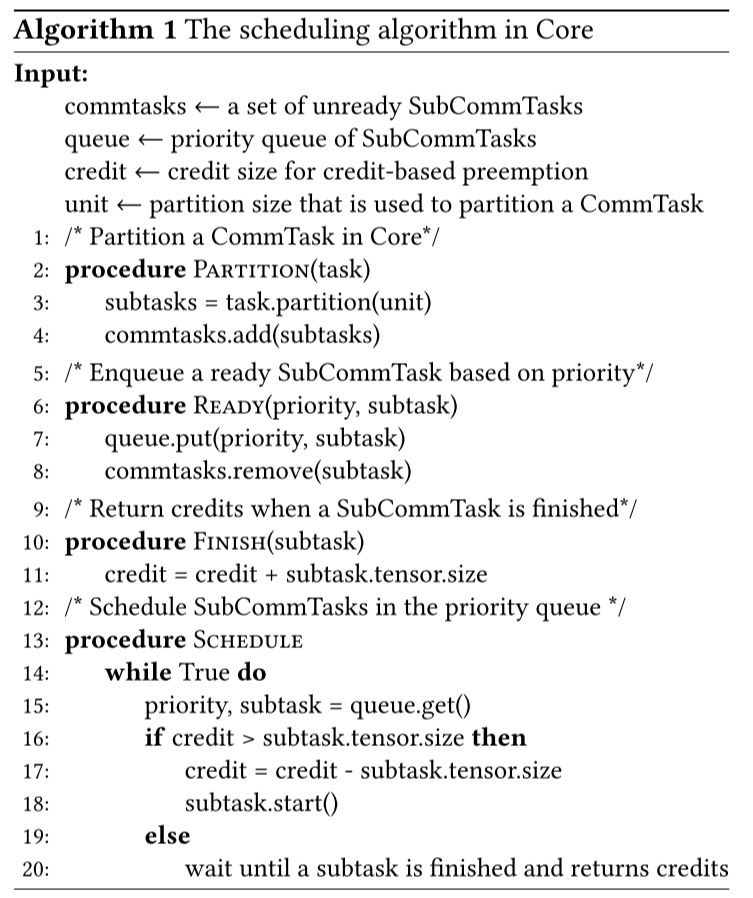 Algorithm 1 The scheduling algorithm in Core
Input:
commtasks ← a set of unready SubCommTasks
queue ← priority queue of SubCommTasks
credit ← credit size for credit-based preemption
unit ← partition size that is used to partition a CommTask
1: /* Partition a CommTask in Core*/
2: procedure PARTITION(task)
3: subtasks = task.partition(unit)
4: commtasks.add(subtasks)
5: /* Enqueue a ready SubCommTask based on priority*/
6: procedure READY(priority, subtask)
7: queue.put(priority, subtask)
8: commtasks.remove(subtask)
9: /* Return credits when a SubCommTask is finished*/
10: procedure FINISH(subtask)
11: credit = credit + subtask.tensor.size
12: /* Schedule SubCommTasks in the priority queue */
13: procedure SCHEDULE
14: while True do
15: priority, subtask = queue.get()
16: if credit > subtask.tensor.size then
17: credit = credit - subtask.tensor.size
18: subtask.start()
19: else
20: wait until a subtask is finished and returns credits